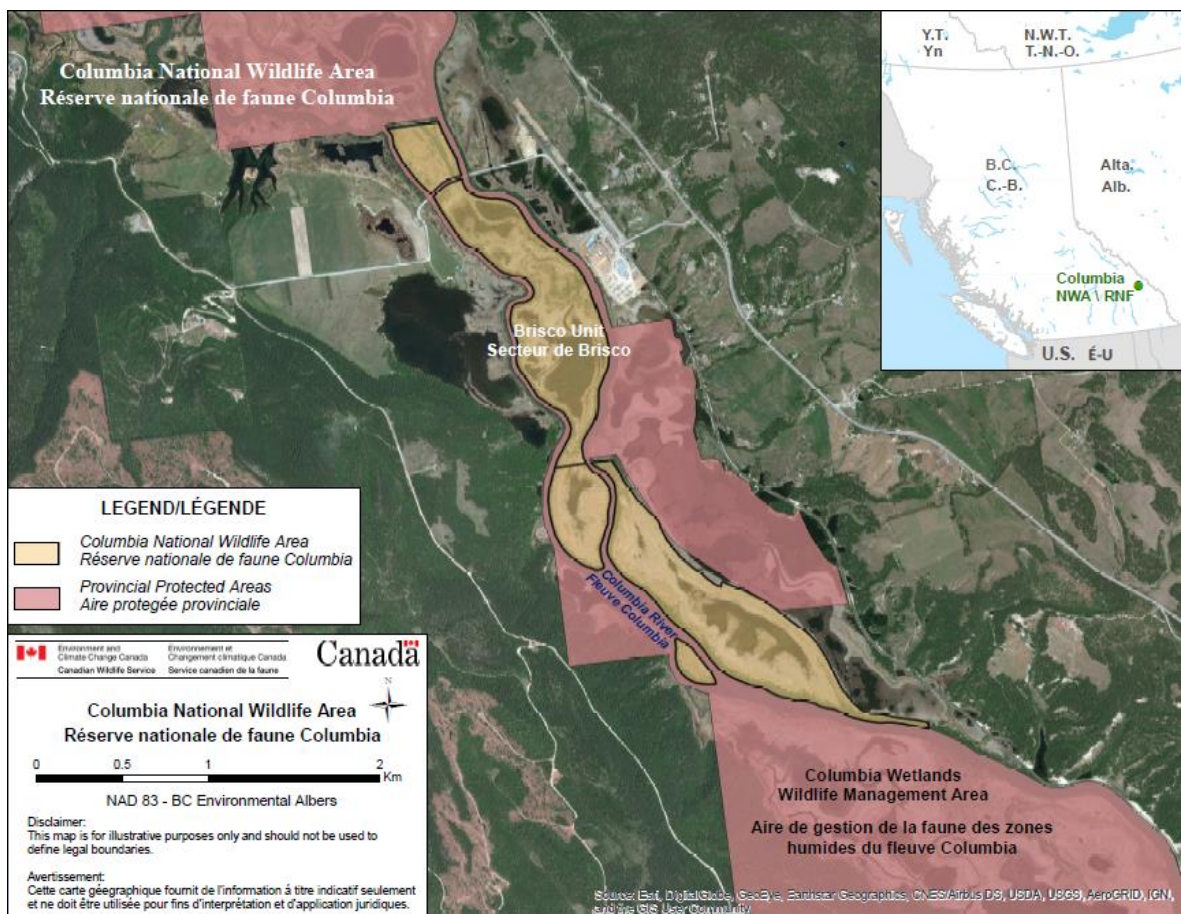 Columbia National Wildlife Area
Réserve nationale de faune Columbia
Y.T.
Yn
N.W.T.
T.-N.-O.
B.C.
C.-B.
Alta.
Alb.
Columbia
NWA \ RNF
U.S. É-U
Brisco Unit
Secteur de Brisco
LEGEND/LÉGENDE
Columbia National Wildlife Area
Réserve nationale de faune Columbia
Provincial Protected Areas
Aire protegée provinciale
Columbia River
Fleuve Columbia
Environment and
Climate Change Canada
Canadian Wildlife Service
Environnement et
Changement climatique Canada
Service canadien de la faune
Canada
N
Columbia National Wildlife Area
Réserve nationale de faune Columbia
0 0.5 1 2
Km
NAD 83 - BC Environmental Albers
Disclaimer:
This map is for illustrative purposes only and should not be used to
define legal boundaries.
Avertissement:
Cette carte géographique fournit de l'information à titre indicatif seulement
et ne doit être utilisée pour fins d'interprétation et d'application juridiques.
Columbia Wetlands
Wildlife Management Area
Aire de gestion de la faune des zones
humides du fleuve Columbia
Source: Esri, DigitalGlobe, GeoEye, Earthstar Geographics, CNES/Airbus DS, USDA, USGS, AeroGRID, IGN,
and the GIS User Community